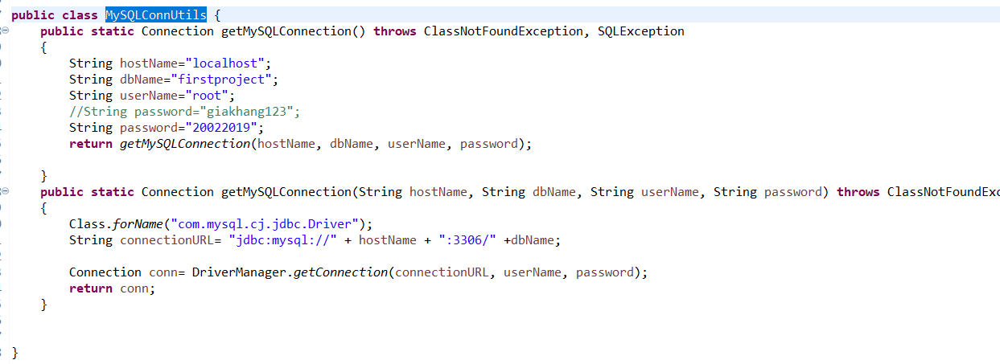 public class MySQLConnUtils {
public static Connection getMySQLConnection() throws ClassNotFoundException, SQLException
{
String hostName="localhost";
String dbName="firstproject";
String userName="root";
//String password="giakhang123";
String password="20022019";
return getMySQLConnection(hostName, dbName, userName, password);
}
public static Connection getMySQLConnection(String hostName, String dbName, String userName, String password) throws ClassNotFoundExc
{
Class.forName("com.mysql.cj.jdbc.Driver");
String connectionURL= "jdbc:mysql://" + hostName + ":3306/" +dbName;
Connection conn= DriverManager.getConnection(connectionURL, userName, password);
return conn;
}
}